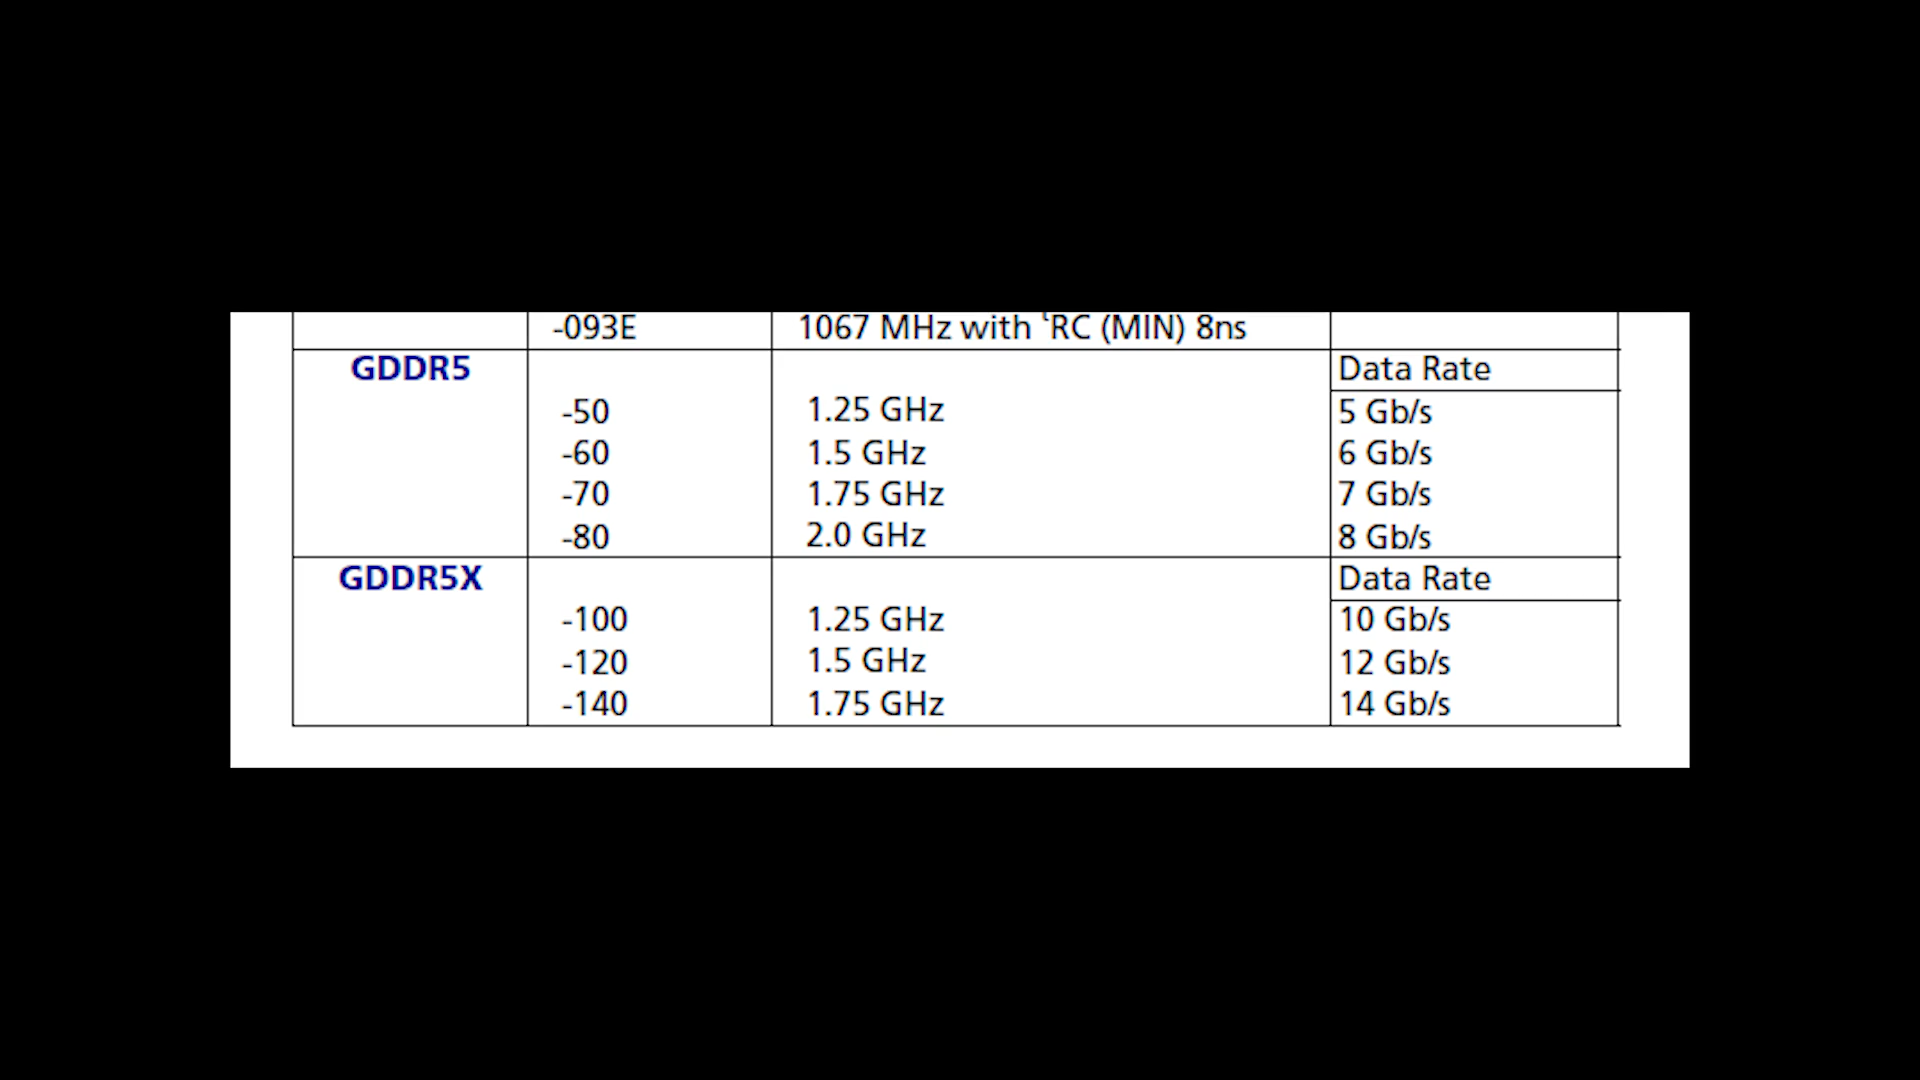 -093E 1067 MHz with ᵗRC (MIN) 8ns
GDDR5 Data Rate
-50 1.25 GHz 5 Gb/s
-60 1.5 GHz 6 Gb/s
-70 1.75 GHz 7 Gb/s
-80 2.0 GHz 8 Gb/s
GDDR5X Data Rate
-100 1.25 GHz 10 Gb/s
-120 1.5 GHz 12 Gb/s
-140 1.75 GHz 14 Gb/s